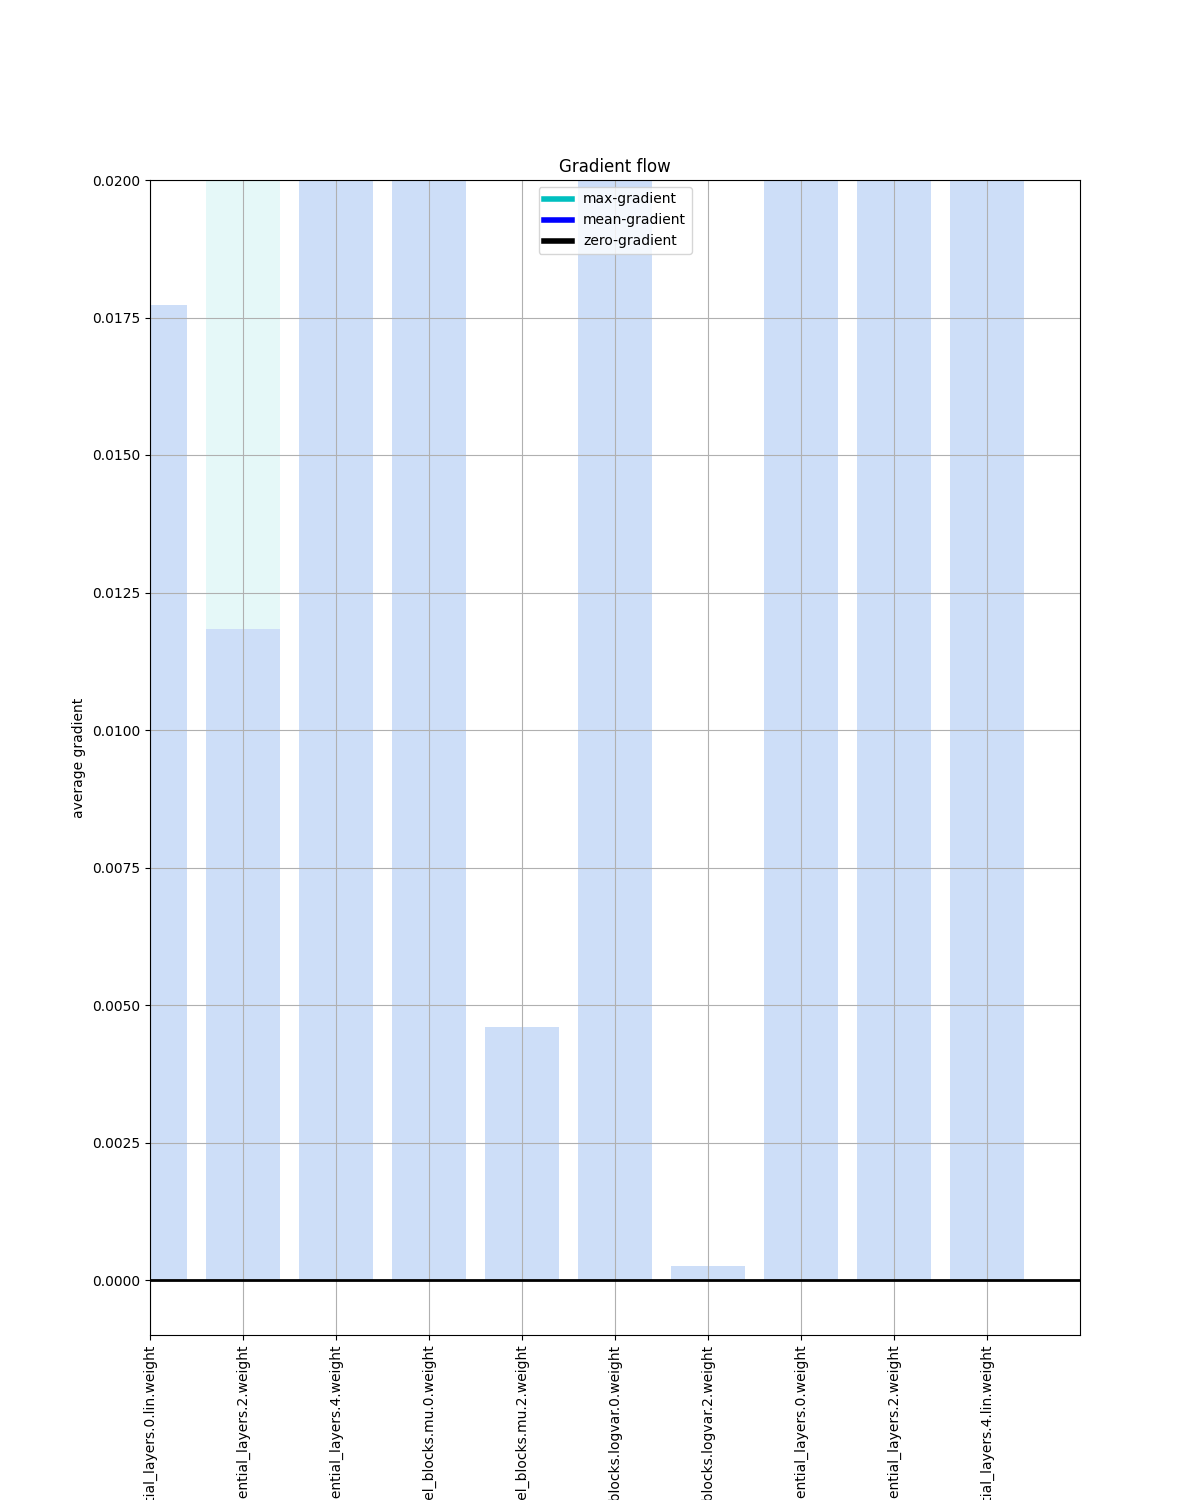 Gradient flow
max-gradient
mean-gradient
zero-gradient
0.0200
0.0175
0.0150
0.0125
0.0100
0.0075
0.0050
0.0025
0.0000
average gradient
tial_layers.0.lin.weight
ential_layers.2.weight
ential_layers.4.weight
el_blocks.mu.0.weight
el_blocks.mu.2.weight
blocks.logvar.0.weight
blocks.logvar.2.weight
ential_layers.0.weight
ential_layers.2.weight
tial_layers.4.lin.weight